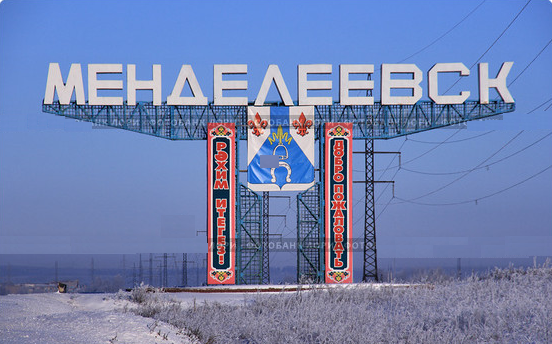 МЕНДЕЛЕЕВСК
РӘХИМ ИТЕГЕЗ!
ДОБРО ПОЖАЛОВАТЬ